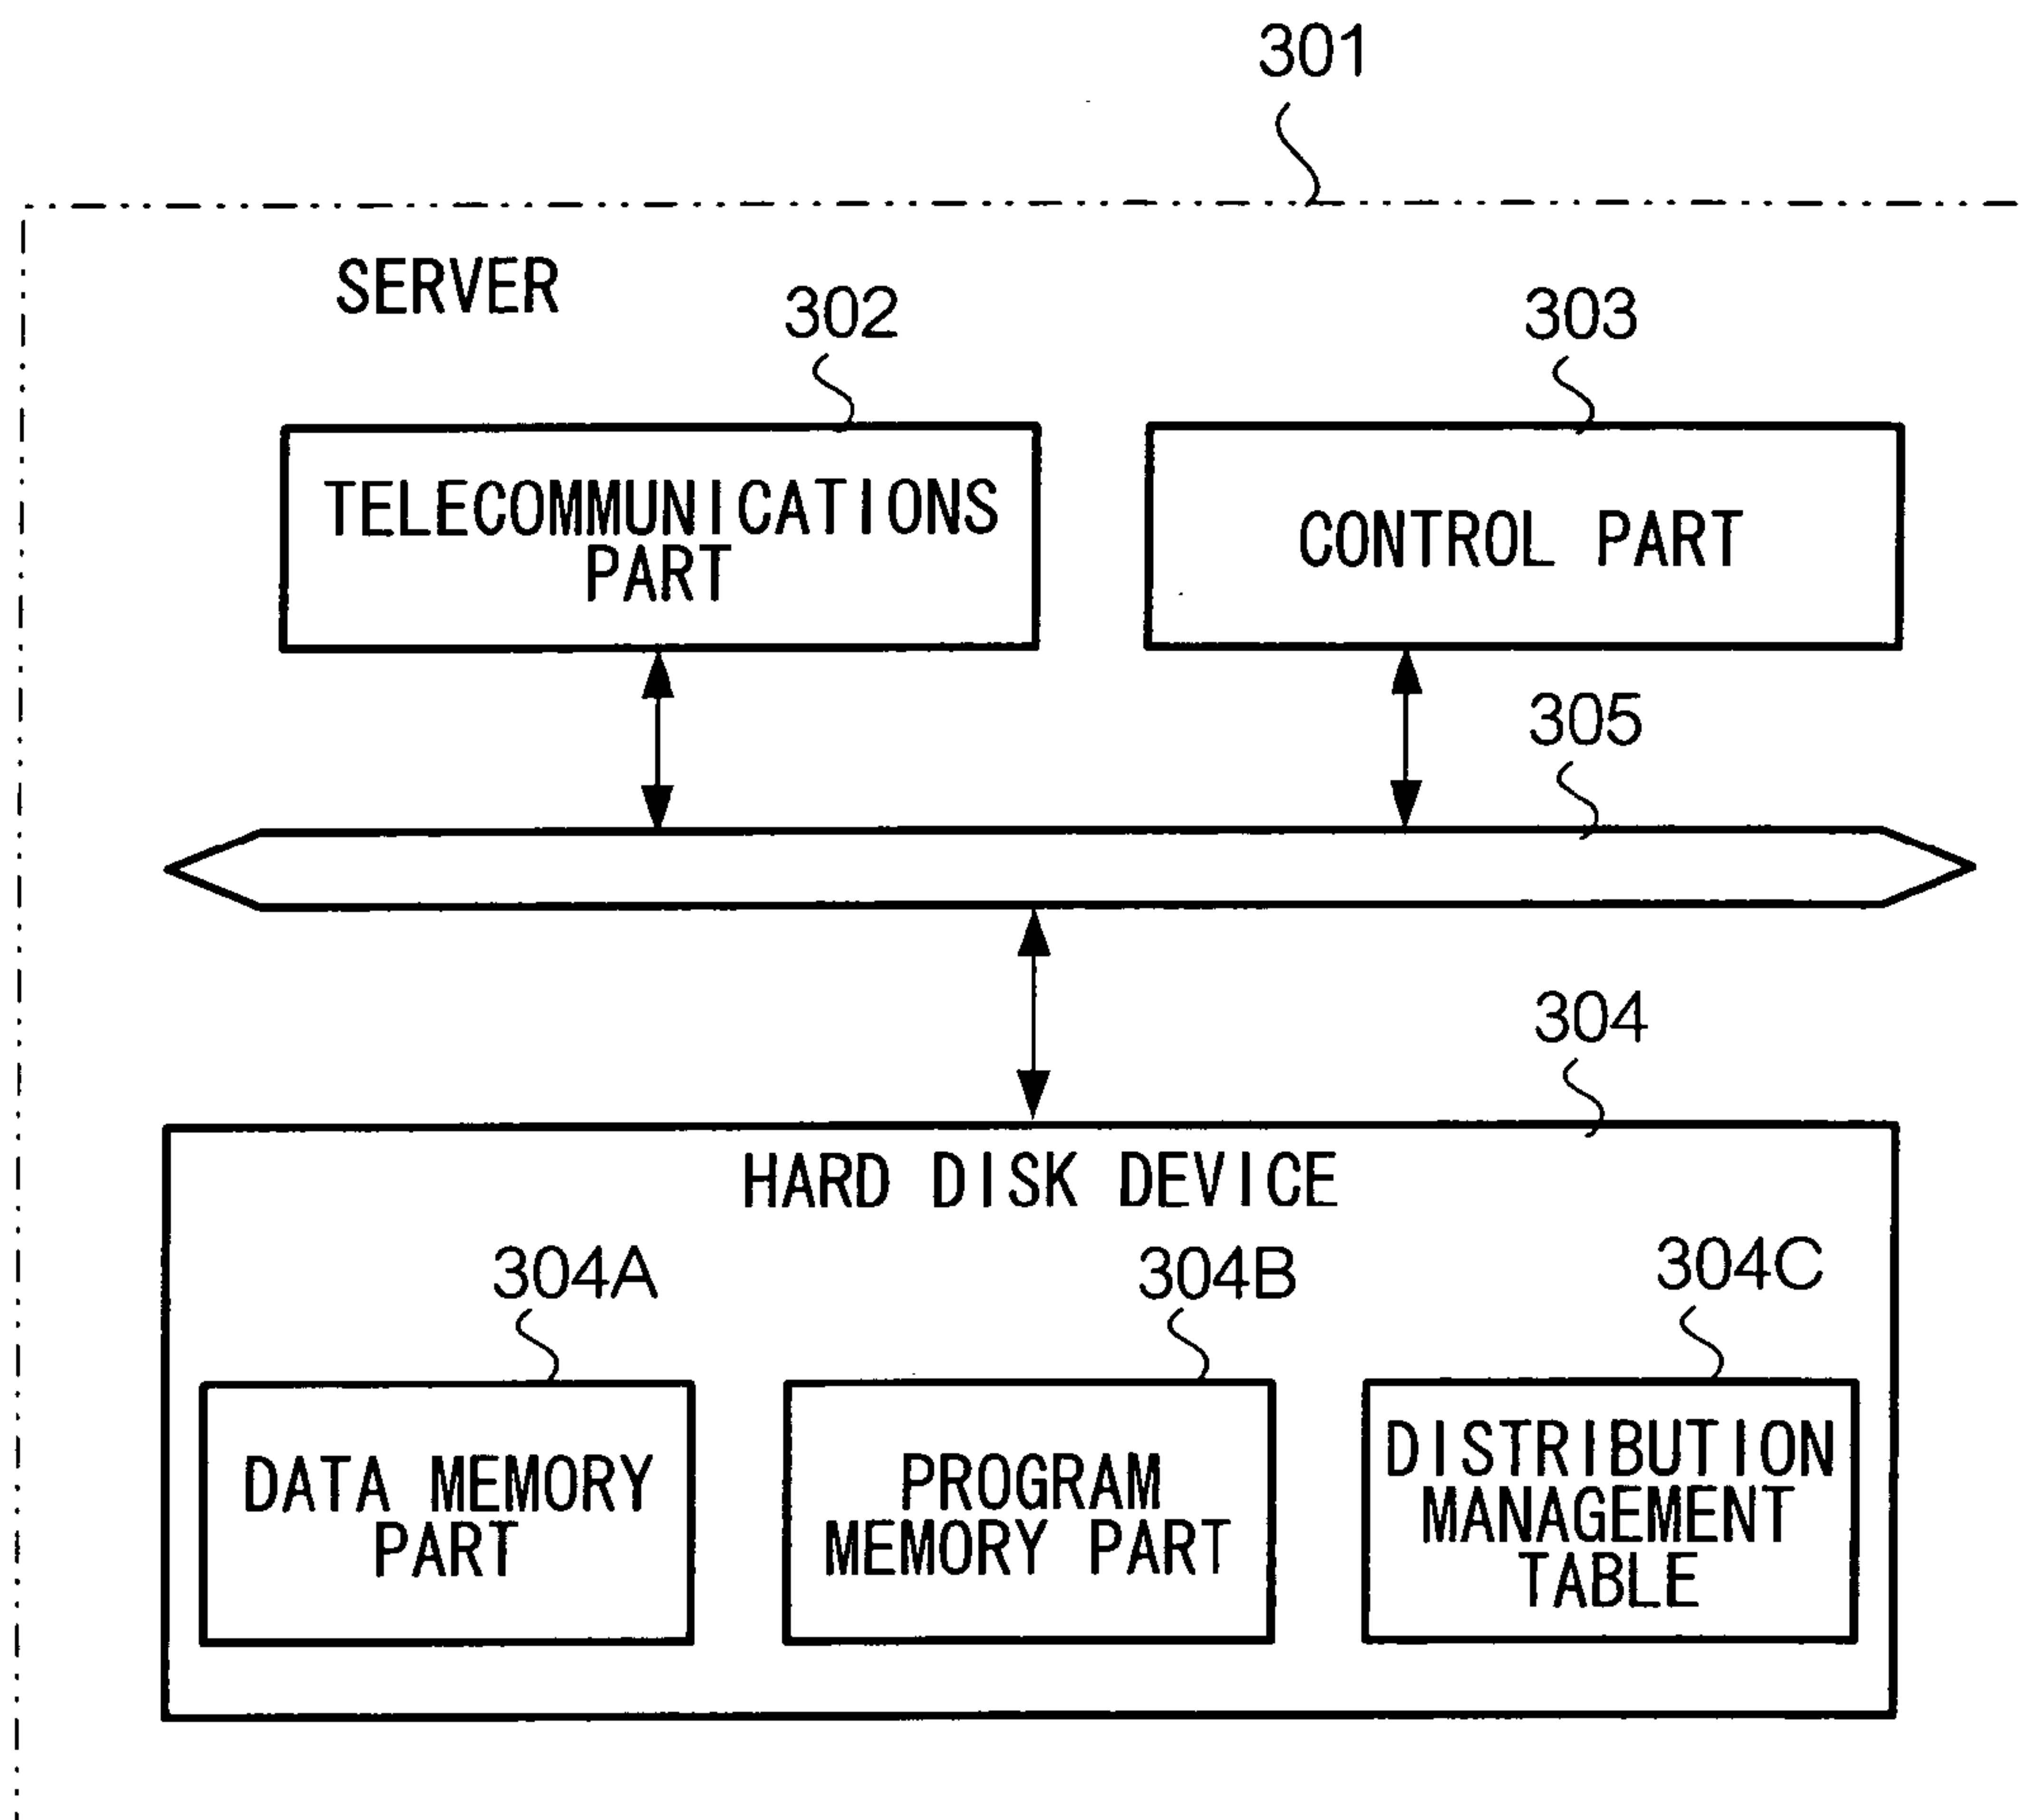 301
SERVER
302
303
TELECOMMUNICATIONS
PART
CONTROL PART
305
304
HARD DISK DEVICE
304A
304B
304C
DATA MEMORY
PART
PROGRAM
MEMORY PART
DISTRIBUTION
MANAGEMENT
TABLE